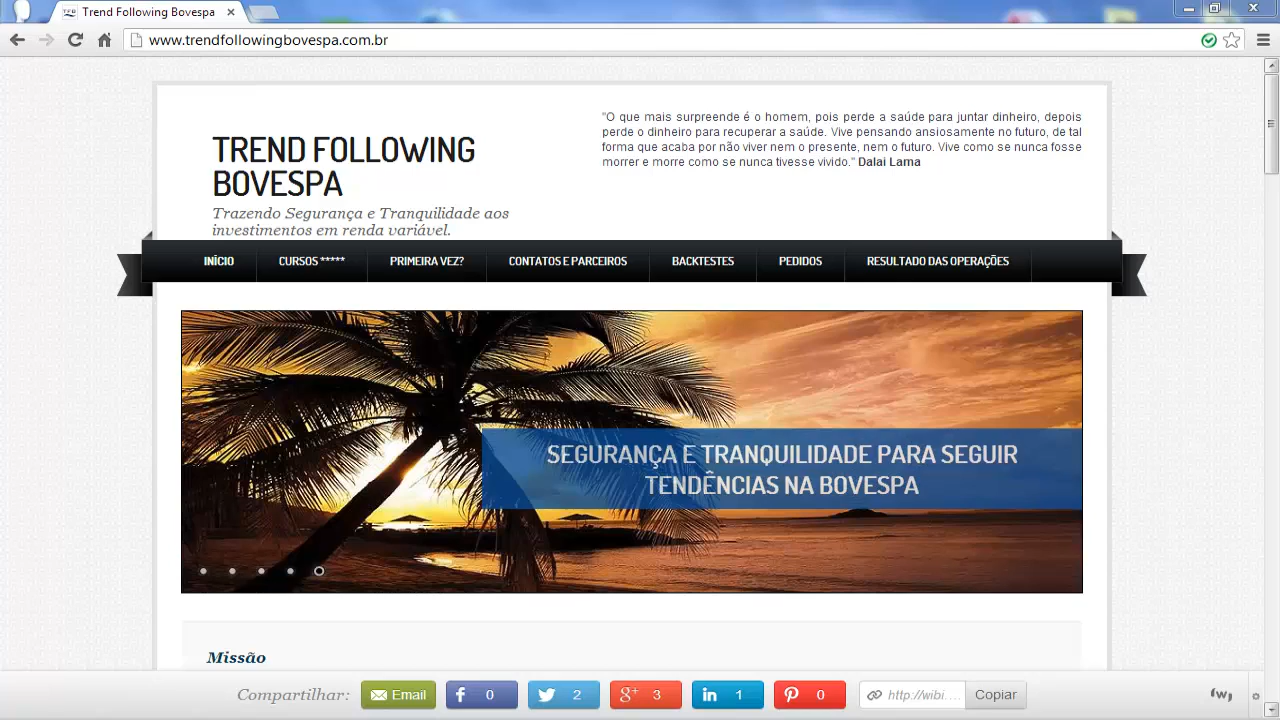 Trend Following Bovespa
www.trendfollowingbovespa.com.br
TREND FOLLOWING
BOVESPA
Trazendo Segurança e Tranquilidade aos
investimentos em renda variável.
"O que mais surpreende é o homem, pois perde a saúde para juntar dinheiro, depois
perde o dinheiro para recuperar a saúde. Vive pensando ansiosamente no futuro, de tal
forma que acaba por não viver nem o presente, nem o futuro. Vive como se nunca fosse
morrer e morre como se nunca tivesse vivido." Dalai Lama
INÍCIO CURSOS ***** PRIMEIRA VEZ? CONTATOS E PARCEIROS BACKTESTES PEDIDOS RESULTADO DAS OPERAÇÕES
SEGURANÇA E TRANQUILIDADE PARA SEGUIR
TENDÊNCIAS NA BOVESPA
Missão
Compartilhar: Email 0 2 3 1 0 http://wibi.... Copiar